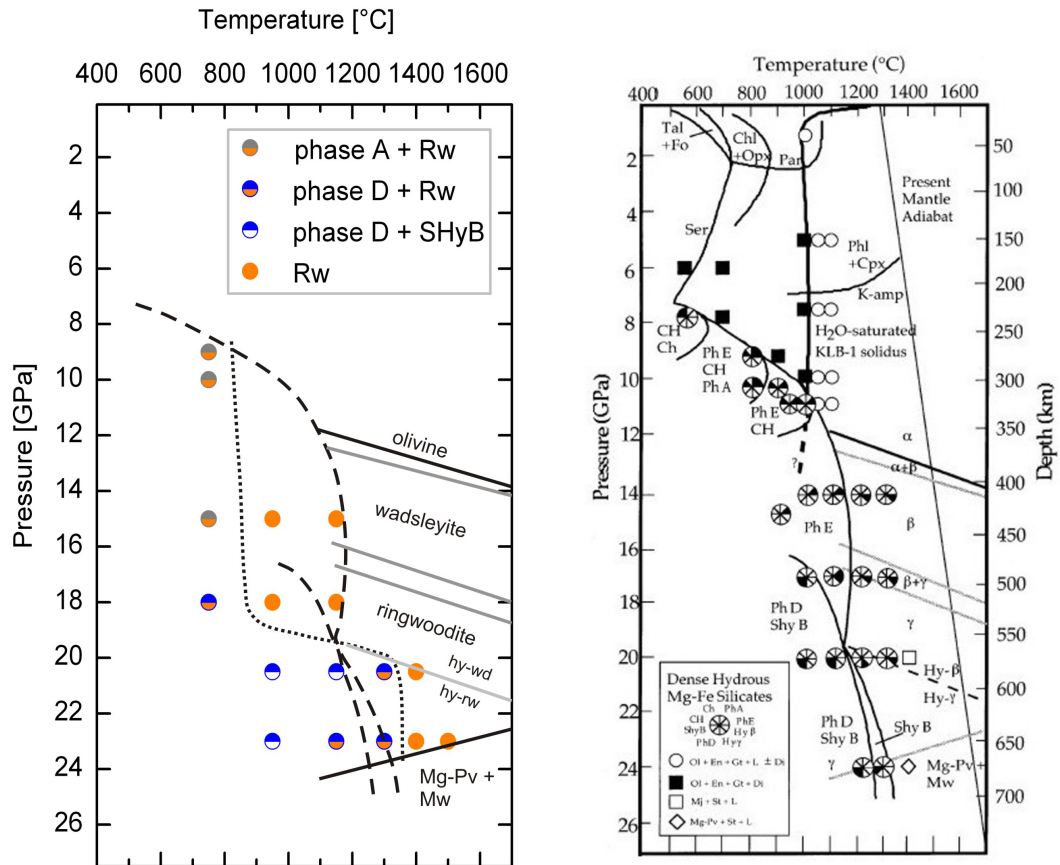 Temperature [°C]
400 600 800 1000 1200 1400 1600
Pressure [GPa]
2
4
6
8
10
12
14
16
18
20
22
24
26
phase A + Rw
phase D + Rw
phase D + SHyB
Rw
olivine
wadsleyite
ringwoodite
hy-wd
hy-rw
Mg-Pv +
Mw
Temperature (°C)
400 600 800 1000 1200 1400 1600
Pressure (GPa)
2
4
6
8
10
12
14
16
18
20
22
24
26
Depth (km)
50
100
150
200
250
300
350
400
450
500
550
600
650
700
Tal
+Fo
Chl
+Opx
Par
Present
Mantle
Adiabat
Ser
Phl
+Cpx
K-amp
H₂O-saturated
KLB-1 solidus
CH
Ch
Ph E
CH
Ph A
Ph E
CH
?
α
α+β
β
Ph E
β+γ
γ
Ph D
Shy B
Hy-β
Hy-γ
Ph D
Shy B
Shy B
γ
Mg-Pv +
Mw
Dense Hydrous
Mg-Fe Silicates
Ch PhA
CH PhE
ShyB Hy β
PhD Hy γ
Ol + En + Gt + L ± Di
Ol + En + Gt + Di
Mj + St + L
Mg-Pv + St + L